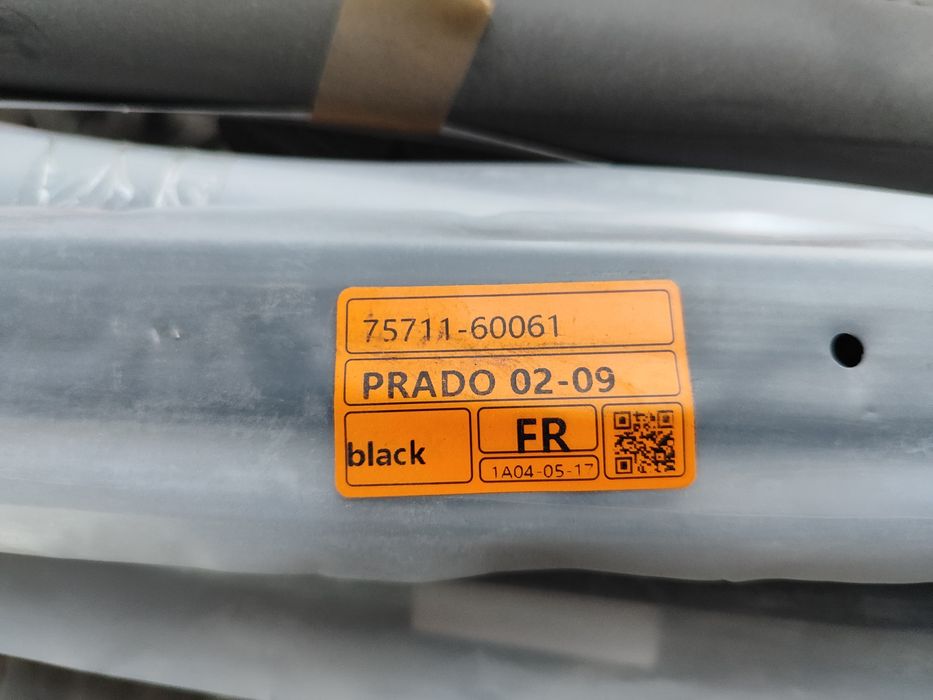 75711-60061
PRADO 02-09
black
FR
1A04-05-17